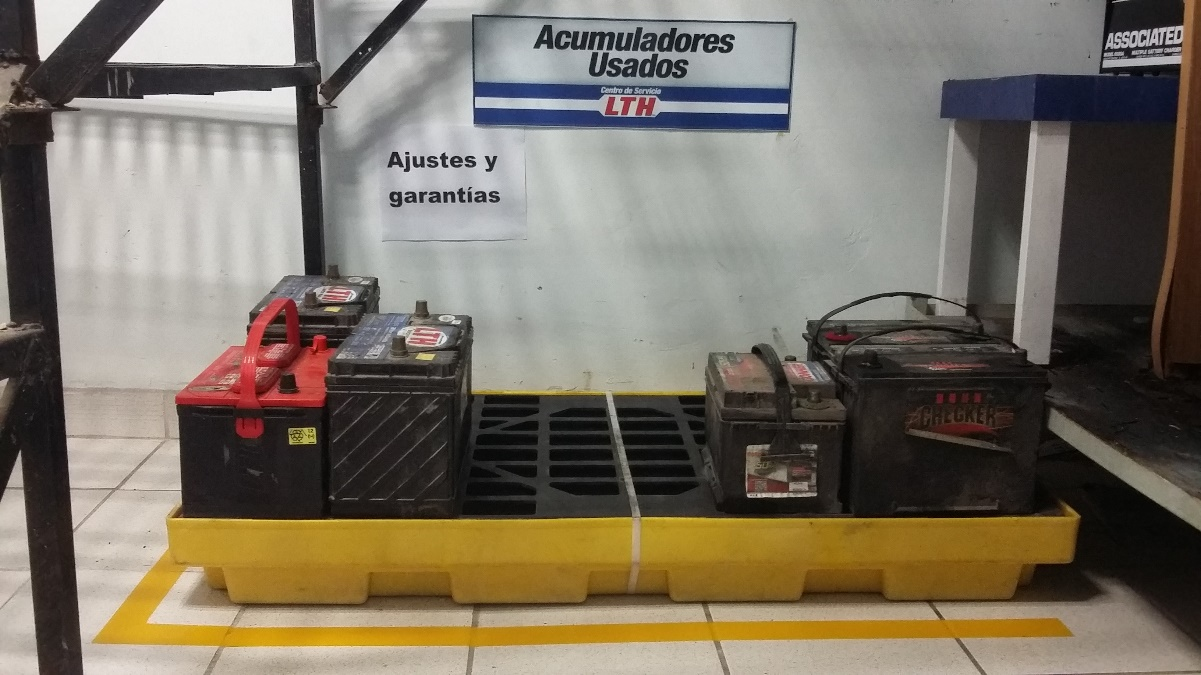 Acumuladores
Usados
Centro de Servicio
LTH
Ajustes y
garantías
ASSOCIATED
LTH
LTH
CHECKER